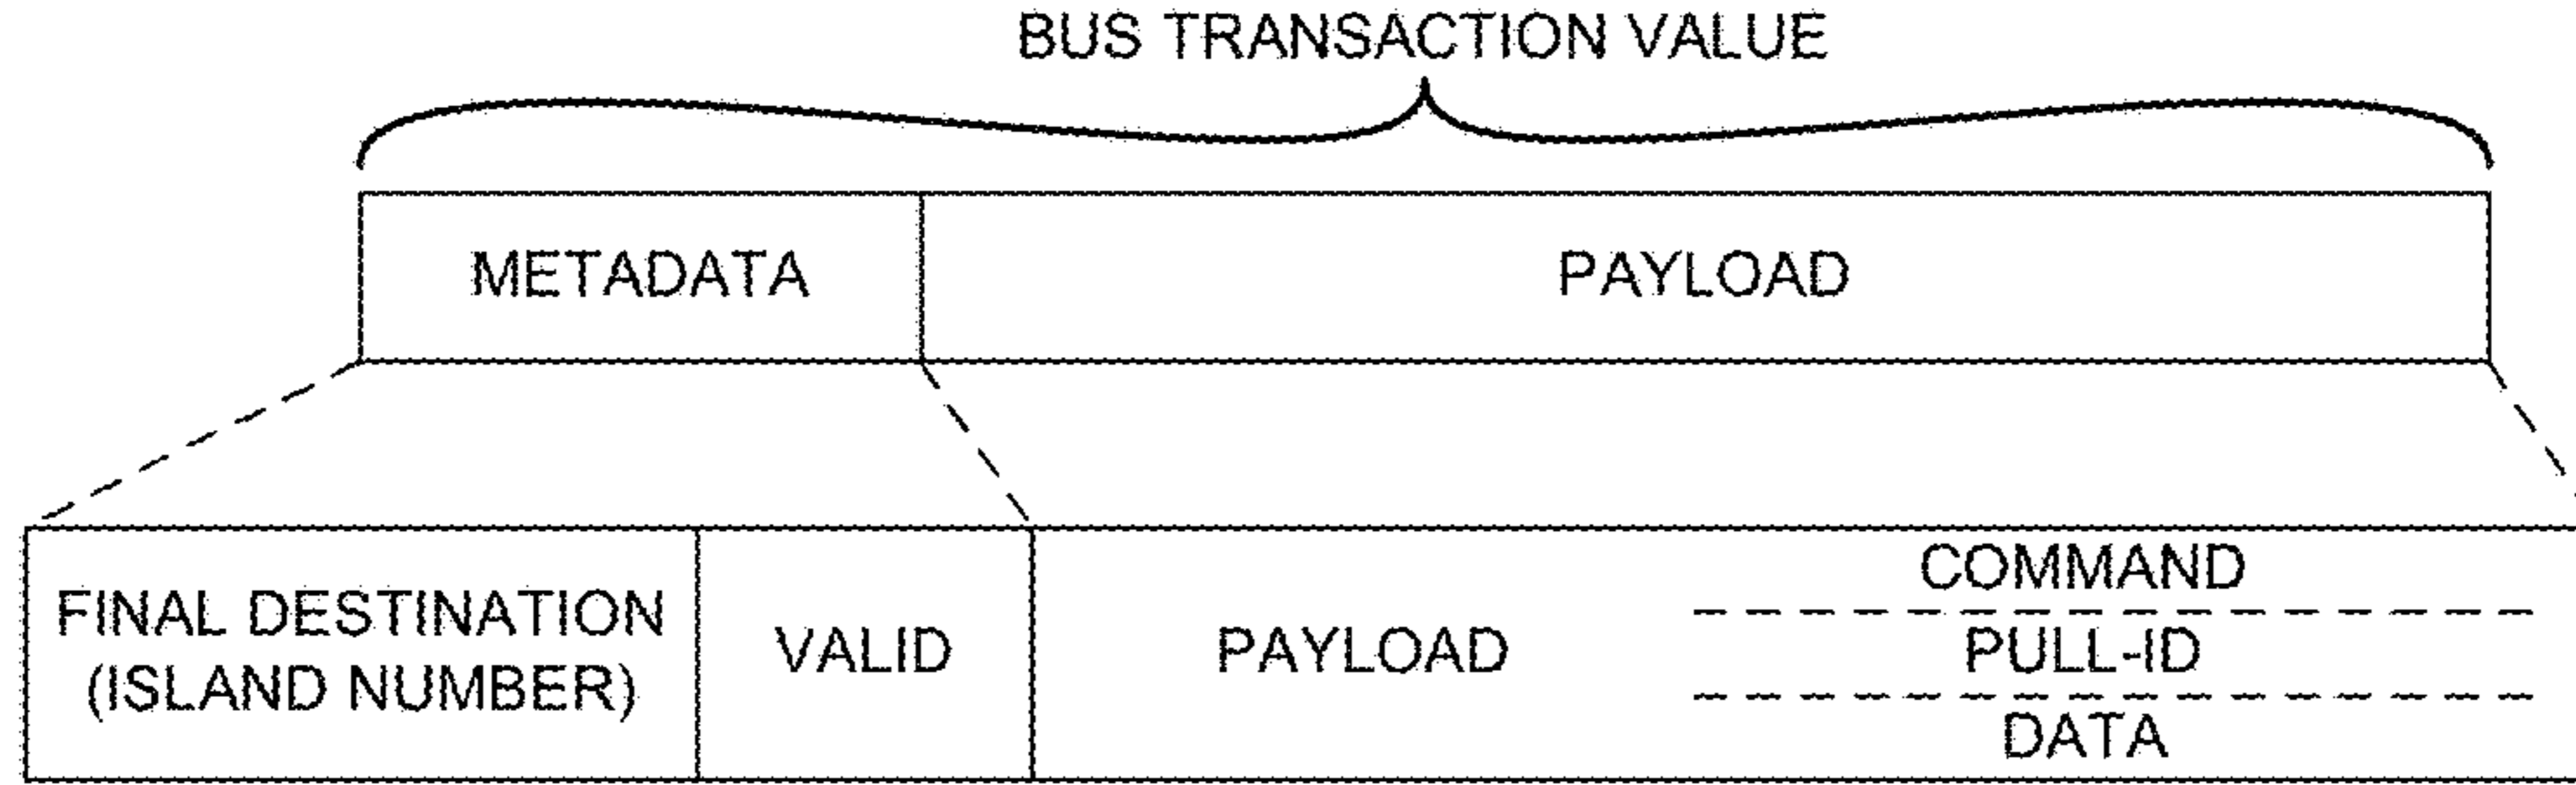 BUS TRANSACTION VALUE
METADATA
PAYLOAD
FINAL DESTINATION
(ISLAND NUMBER)
VALID
PAYLOAD
COMMAND
PULL-ID
DATA